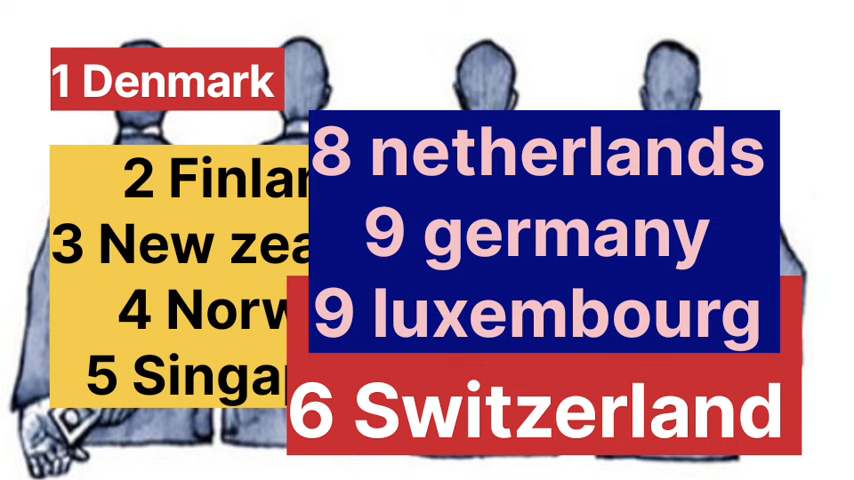 1 Denmark
2
3 New
4
5
8 netherlands
9 germany
9 luxembourg
6 Switzerland